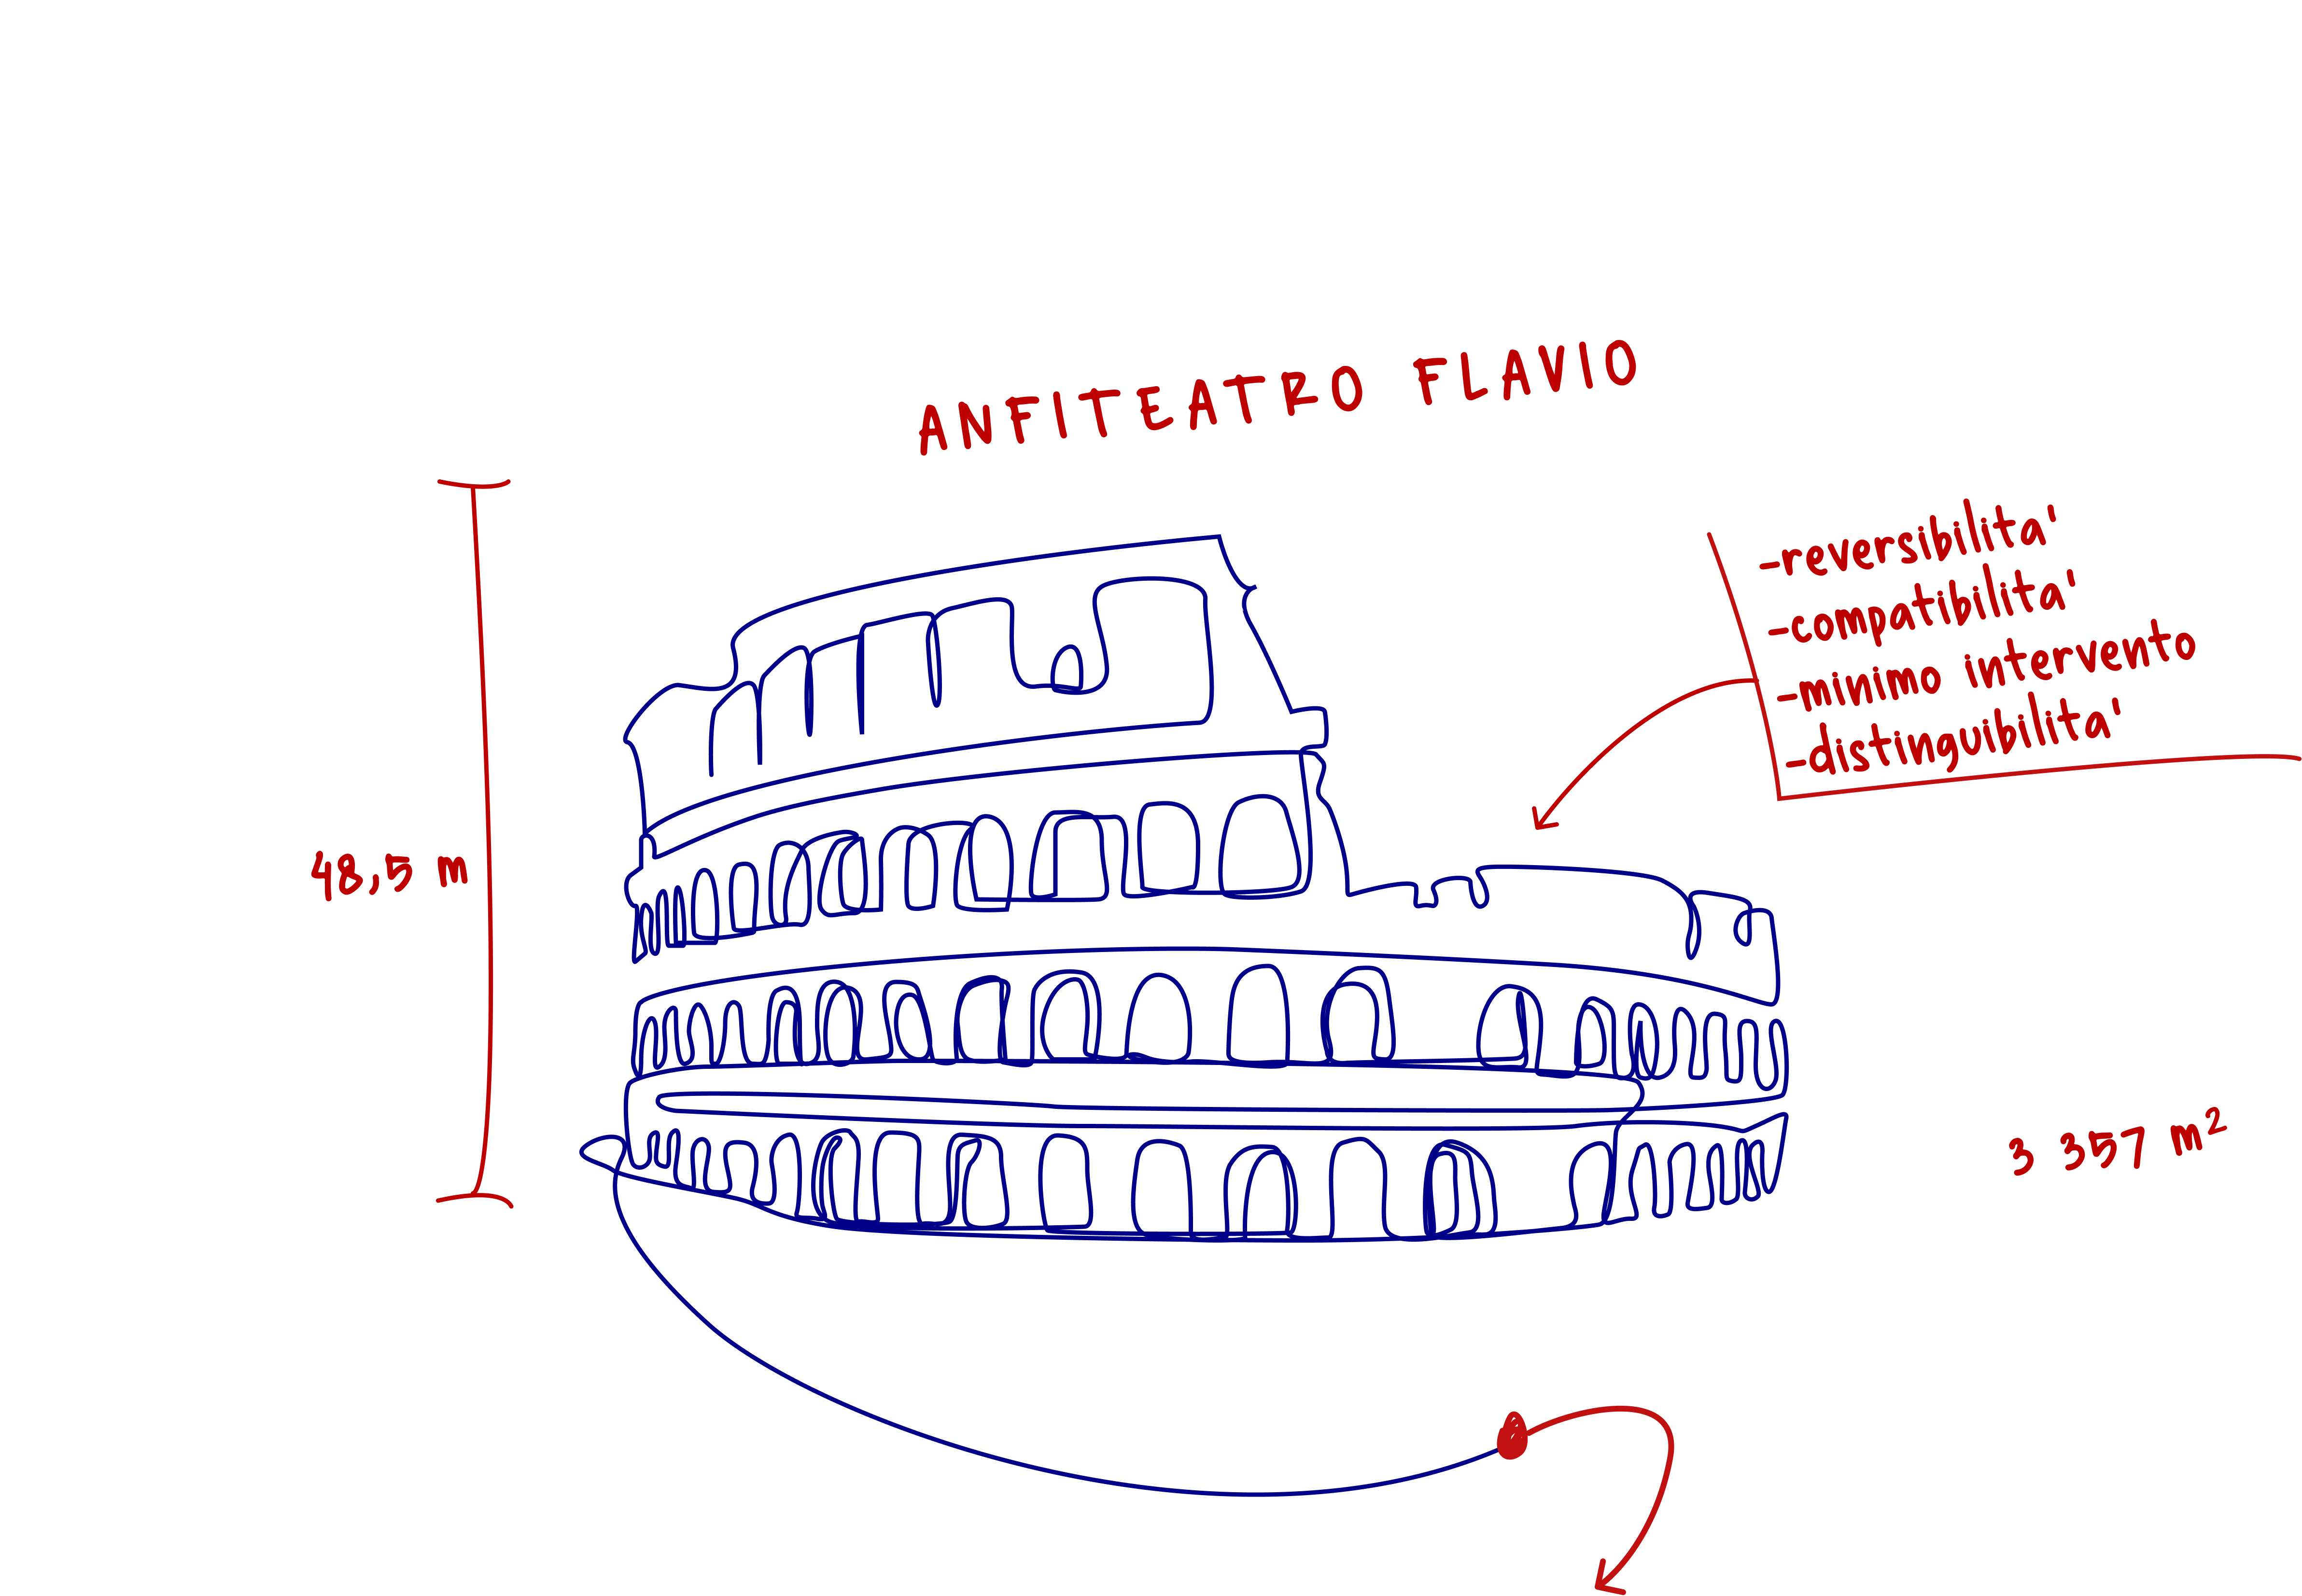 ANFITEATRO FLAVIO
-reversibilita'
-compatibilita'
-minimo intervento
-distinguibilita'
48,5 m
3 357 m²